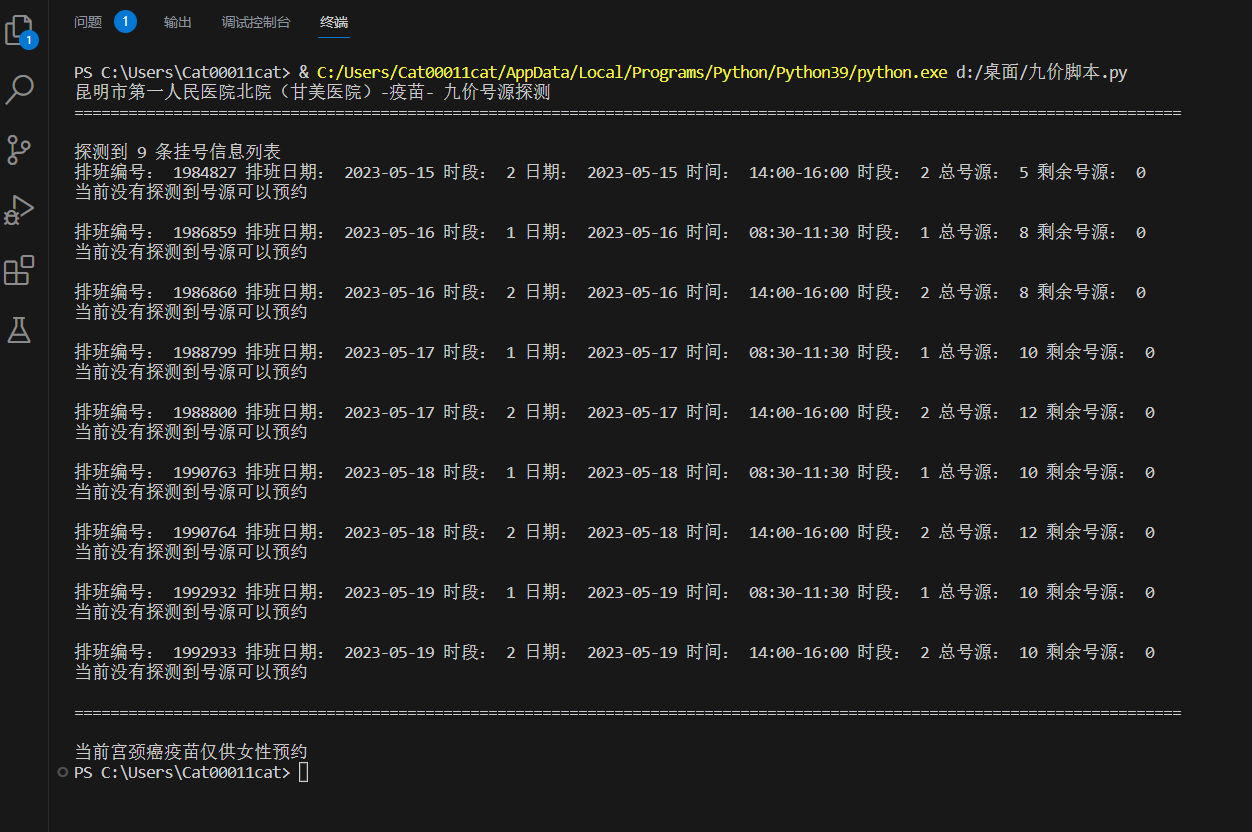 问题 1 输出 调试控制台 终端
1
PS C:\Users\Cat00011cat> & C:/Users/Cat00011cat/AppData/Local/Programs/Python/Python39/python.exe d:/桌面/九价脚本.py
昆明市第一人民医院北院（甘美医院）-疫苗- 九价号源探测
===========================================================================================================================
探测到 9 条挂号信息列表
排班编号： 1984827 排班日期： 2023-05-15 时段： 2 日期： 2023-05-15 时间： 14:00-16:00 时段： 2 总号源： 5 剩余号源： 0
当前没有探测到号源可以预约
排班编号： 1986859 排班日期： 2023-05-16 时段： 1 日期： 2023-05-16 时间： 08:30-11:30 时段： 1 总号源： 8 剩余号源： 0
当前没有探测到号源可以预约
排班编号： 1986860 排班日期： 2023-05-16 时段： 2 日期： 2023-05-16 时间： 14:00-16:00 时段： 2 总号源： 8 剩余号源： 0
当前没有探测到号源可以预约
排班编号： 1988799 排班日期： 2023-05-17 时段： 1 日期： 2023-05-17 时间： 08:30-11:30 时段： 1 总号源： 10 剩余号源： 0
当前没有探测到号源可以预约
排班编号： 1988800 排班日期： 2023-05-17 时段： 2 日期： 2023-05-17 时间： 14:00-16:00 时段： 2 总号源： 12 剩余号源： 0
当前没有探测到号源可以预约
排班编号： 1990763 排班日期： 2023-05-18 时段： 1 日期： 2023-05-18 时间： 08:30-11:30 时段： 1 总号源： 10 剩余号源： 0
当前没有探测到号源可以预约
排班编号： 1990764 排班日期： 2023-05-18 时段： 2 日期： 2023-05-18 时间： 14:00-16:00 时段： 2 总号源： 12 剩余号源： 0
当前没有探测到号源可以预约
排班编号： 1992932 排班日期： 2023-05-19 时段： 1 日期： 2023-05-19 时间： 08:30-11:30 时段： 1 总号源： 10 剩余号源： 0
当前没有探测到号源可以预约
排班编号： 1992933 排班日期： 2023-05-19 时段： 2 日期： 2023-05-19 时间： 14:00-16:00 时段： 2 总号源： 10 剩余号源： 0
当前没有探测到号源可以预约
===========================================================================================================================
当前宫颈癌疫苗仅供女性预约
PS C:\Users\Cat00011cat>